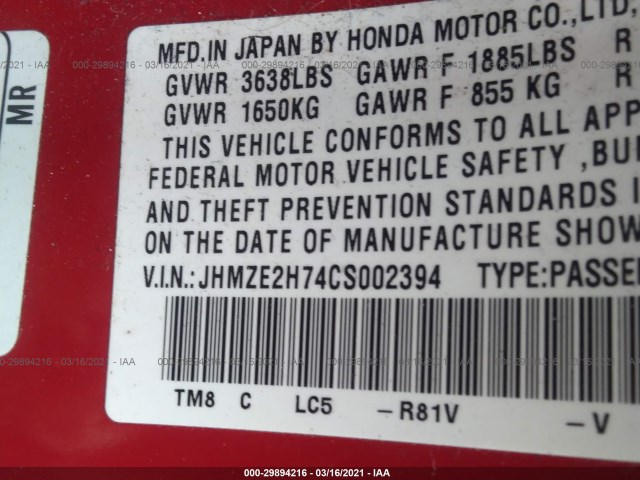 MR
MFD. IN JAPAN BY HONDA MOTOR CO., LTD.
GVWR 3638LBS GAWR F 1885LBS R
GVWR 1650KG GAWR F 855 KG R
THIS VEHICLE CONFORMS TO ALL APP
FEDERAL MOTOR VEHICLE SAFETY , BU
AND THEFT PREVENTION STANDARDS I
ON THE DATE OF MANUFACTURE SHOW
V.I.N.: JHMZE2H74CS002394 TYPE:PASSE
TM8 C LC5 -R81V -V
000-29894216 - 03/16/2021 - IAA